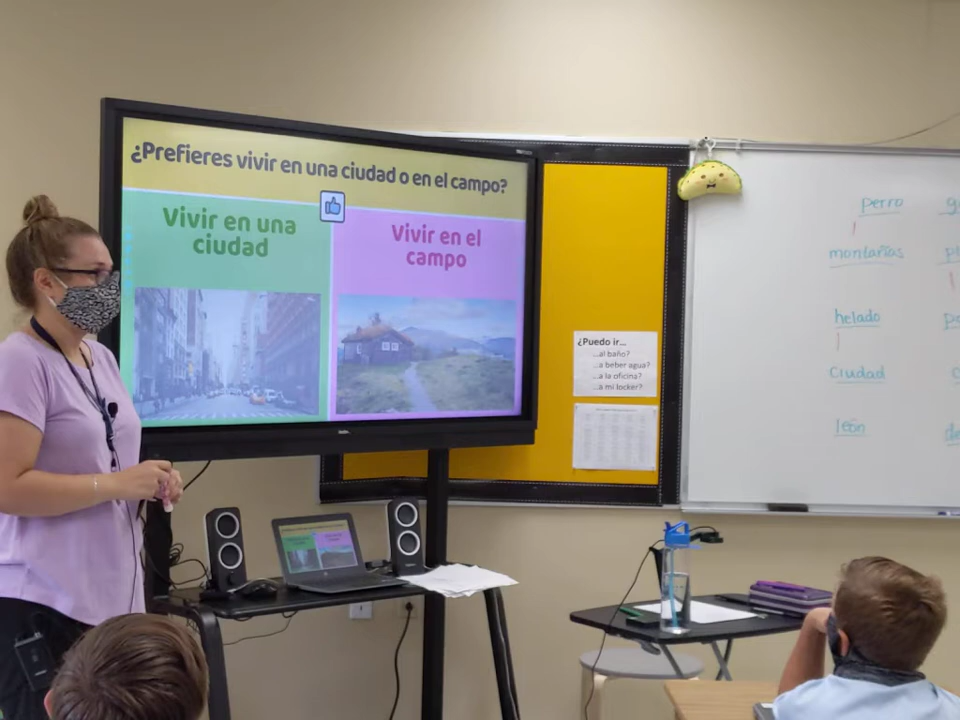 ¿Prefieres vivir en una ciudad o en el campo?
Vivir en una
ciudad
Vivir en el
campo
¿Puedo ir...
...al baño?
...a beber agua?
...a la oficina?
...a mi locker?
perro
montañas
helado
ciudad
león